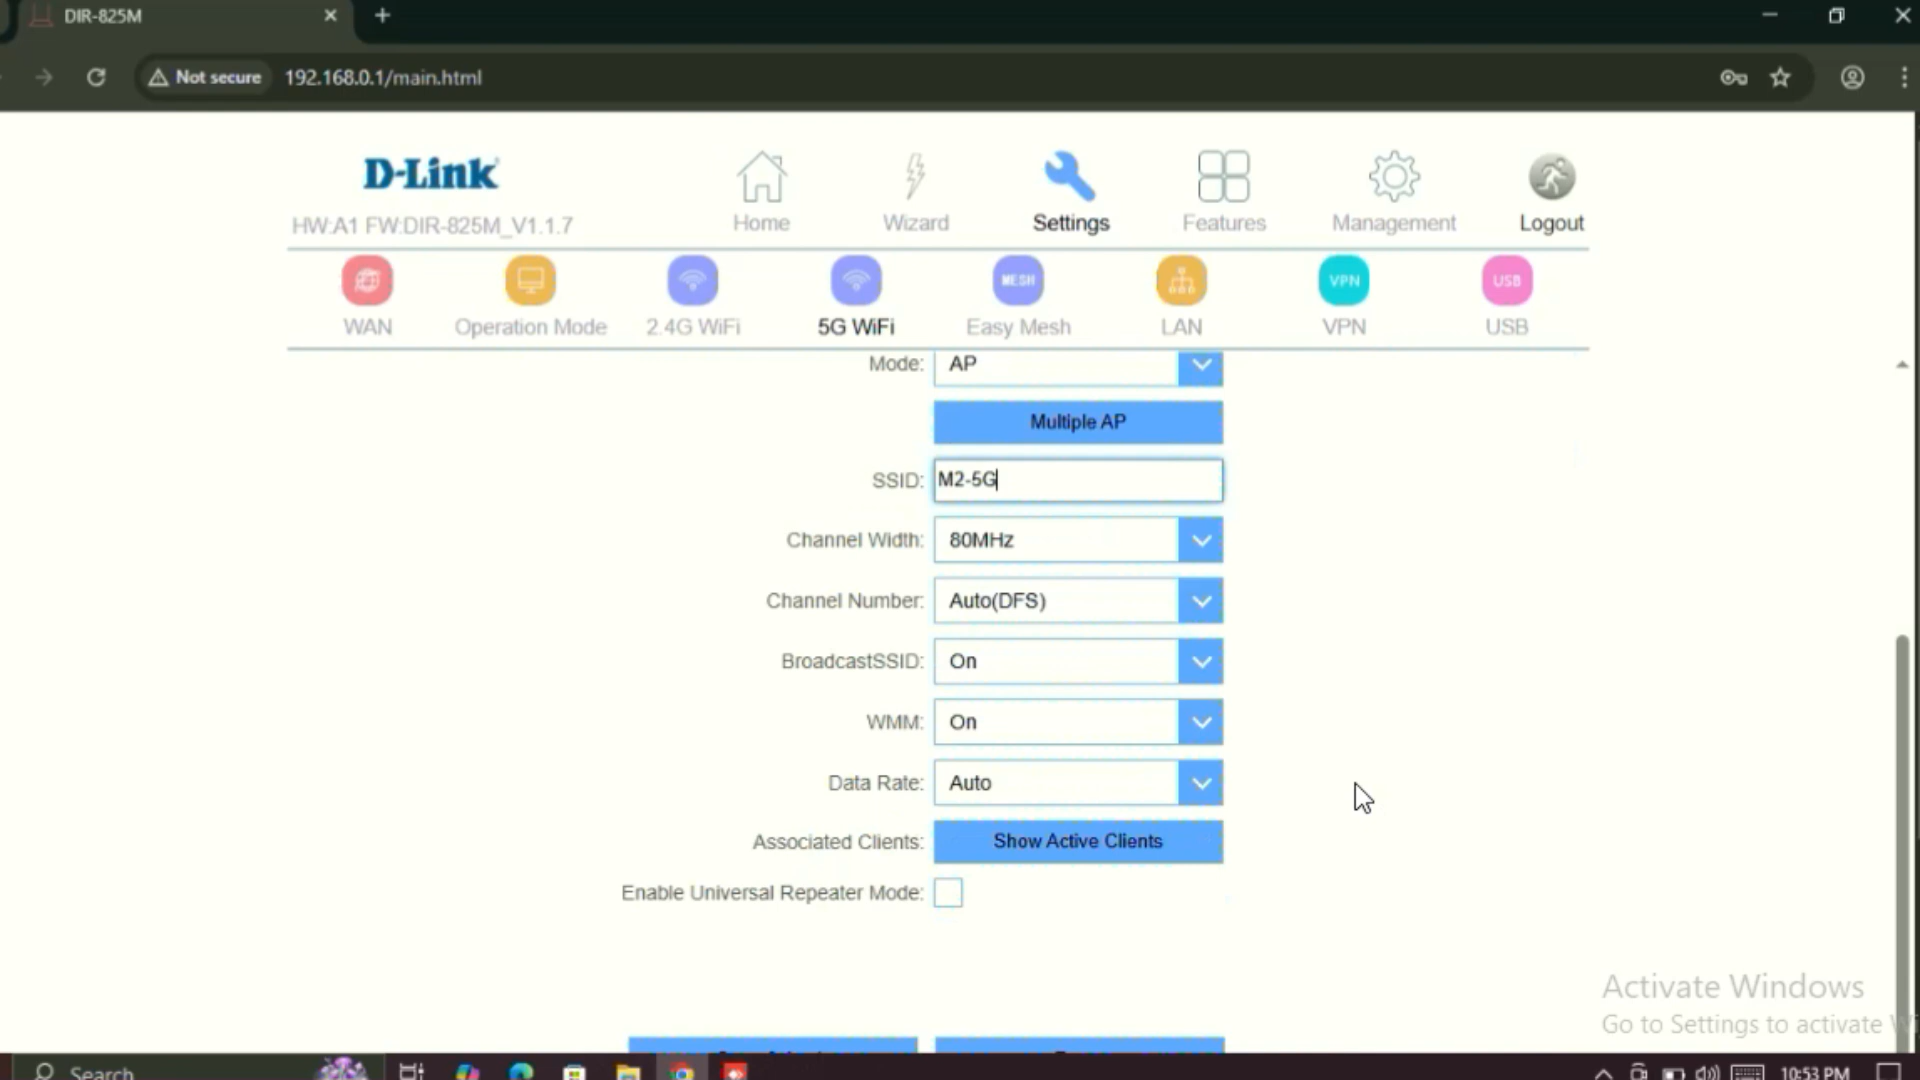 DIR-825M
Not secure 192.168.0.1/main.html
D-Link
HW:A1 FW:DIR-825M_V1.1.7
Home Wizard Settings Features Management Logout
MESH VPN USB
WAN Operation Mode 2.4G WiFi 5G WiFi Easy Mesh LAN VPN USB
Mode: AP
Multiple AP
SSID: M2-5G
Channel Width: 80MHz
Channel Number: Auto(DFS)
BroadcastSSID: On
WMM: On
Data Rate: Auto
Associated Clients: Show Active Clients
Enable Universal Repeater Mode:
Activate Windows
Go to Settings to activate
Search 10:53 PM